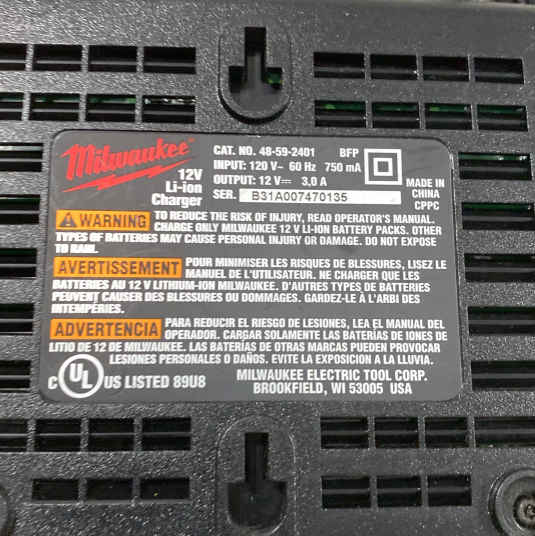 Milwaukee
12V
Li-ion
Charger
CAT. NO. 48-59-2401 BFP
INPUT: 120 V~ 60 Hz 750 mA
OUTPUT: 12 V⎓ 3,0 A
SER. B31A007470135
MADE IN
CHINA
CPPC
WARNING TO REDUCE THE RISK OF INJURY, READ OPERATOR'S MANUAL.
CHARGE ONLY MILWAUKEE 12 V LI-ION BATTERY PACKS. OTHER
TYPES OF BATTERIES MAY CAUSE PERSONAL INJURY OR DAMAGE. DO NOT EXPOSE
TO RAIN.
AVERTISSEMENT POUR MINIMISER LES RISQUES DE BLESSURES, LISEZ LE
MANUEL DE L'UTILISATEUR. NE CHARGER QUE LES
BATTERIES AU 12 V LITHIUM-ION MILWAUKEE. D'AUTRES TYPES DE BATTERIES
PEUVENT CAUSER DES BLESSURES OU DOMMAGES. GARDEZ-LE À L'ARBI DES
INTEMPÉRIES.
ADVERTENCIA PARA REDUCIR EL RIESGO DE LESIONES, LEA EL MANUAL DEL
OPERADOR. CARGAR SOLAMENTE LAS BATERÍAS DE IONES DE
LITIO DE 12 DE MILWAUKEE. LAS BATERÍAS DE OTRAS MARCAS PUEDEN PROVOCAR
LESIONES PERSONALES O DAÑOS. EVITE LA EXPOSICION A LA LLUVIA.
C UL US LISTED 89U8
MILWAUKEE ELECTRIC TOOL CORP.
BROOKFIELD, WI 53005 USA